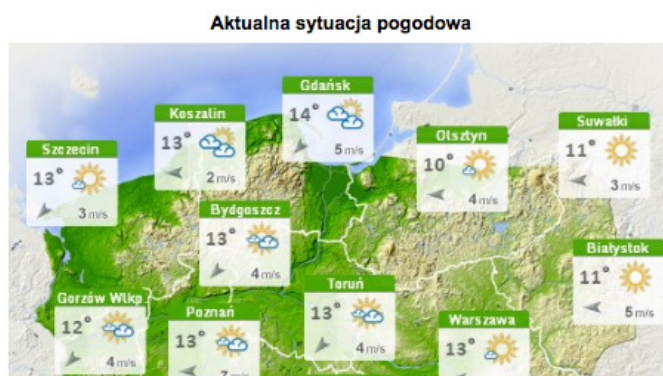 Aktualna sytuacja pogodowa
Gdańsk
14°
5 m/s
Koszalin
13°
2 m/s
Suwałki
11°
3 m/s
Olsztyn
10°
4 m/s
Szczecin
13°
3 m/s
Bydgoszcz
13°
4 m/s
Białystok
11°
5 m/s
Toruń
13°
4 m/s
Gorzów Wlkp
12°
4 m/s
Poznań
13°
Warszawa
13°